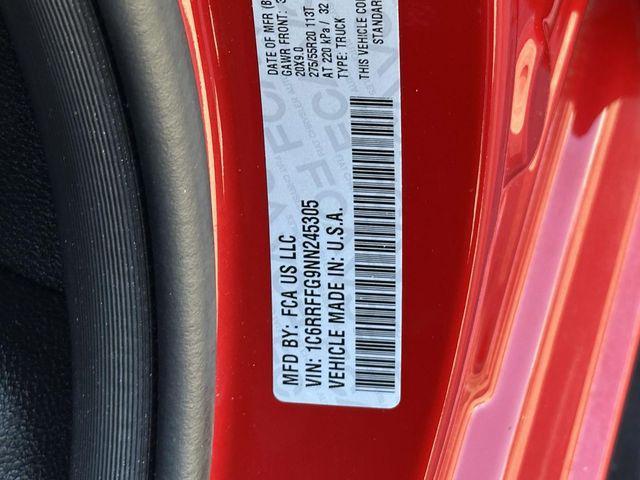 DATE OF MFR (B
GAWR FRONT: 3
20X9.0
275/55R20 113T
AT 220 kPa / 32
TYPE: TRUCK
THIS VEHICLE CO
STANDAR
MFD BY: FCA US LLC
VIN: 1C6RRFFG9NN245305
VEHICLE MADE IN: U.S.A.